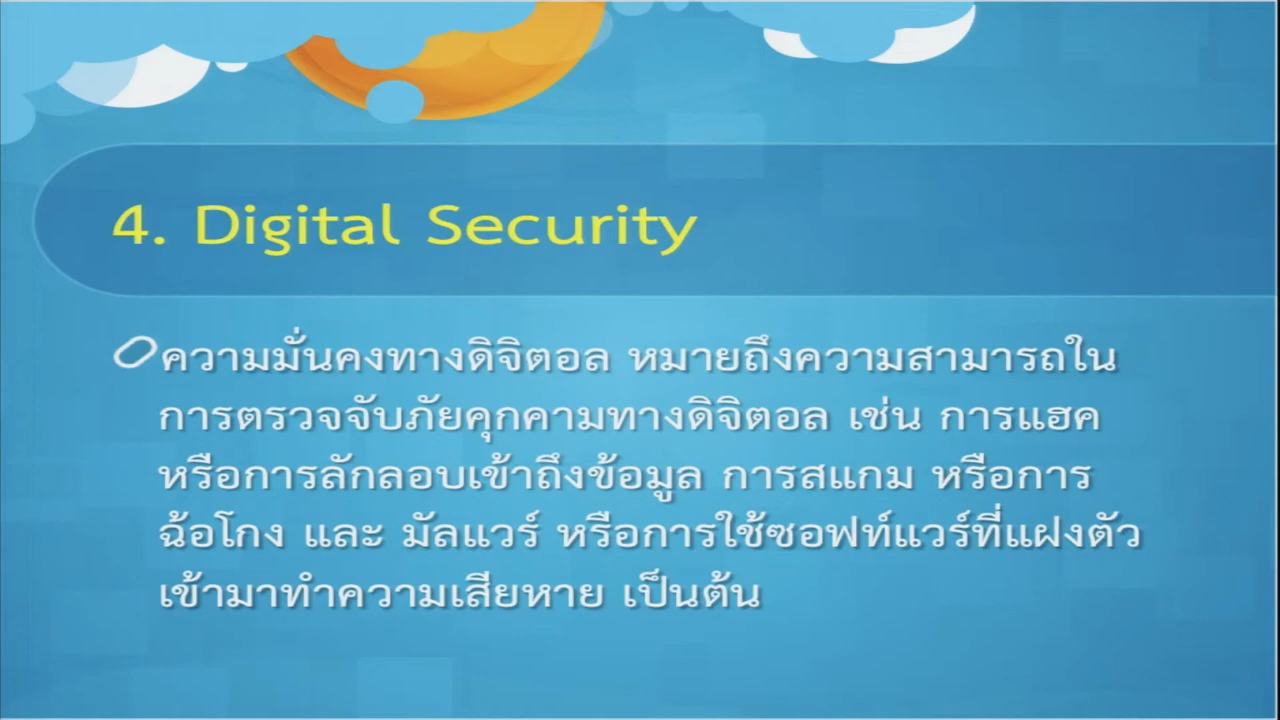 4. Digital Security
ความมั่นคงทางดิจิตอล หมายถึงความสามารถใน
การตรวจจับภัยคุกคามทางดิจิตอล เช่น การแฮค
หรือการลักลอบเข้าถึงข้อมูล การสแกม หรือการ
ฉ้อโกง และ มัลแวร์ หรือการใช้ซอฟท์แวร์ที่แฝงตัว
เข้ามาทำความเสียหาย เป็นต้น